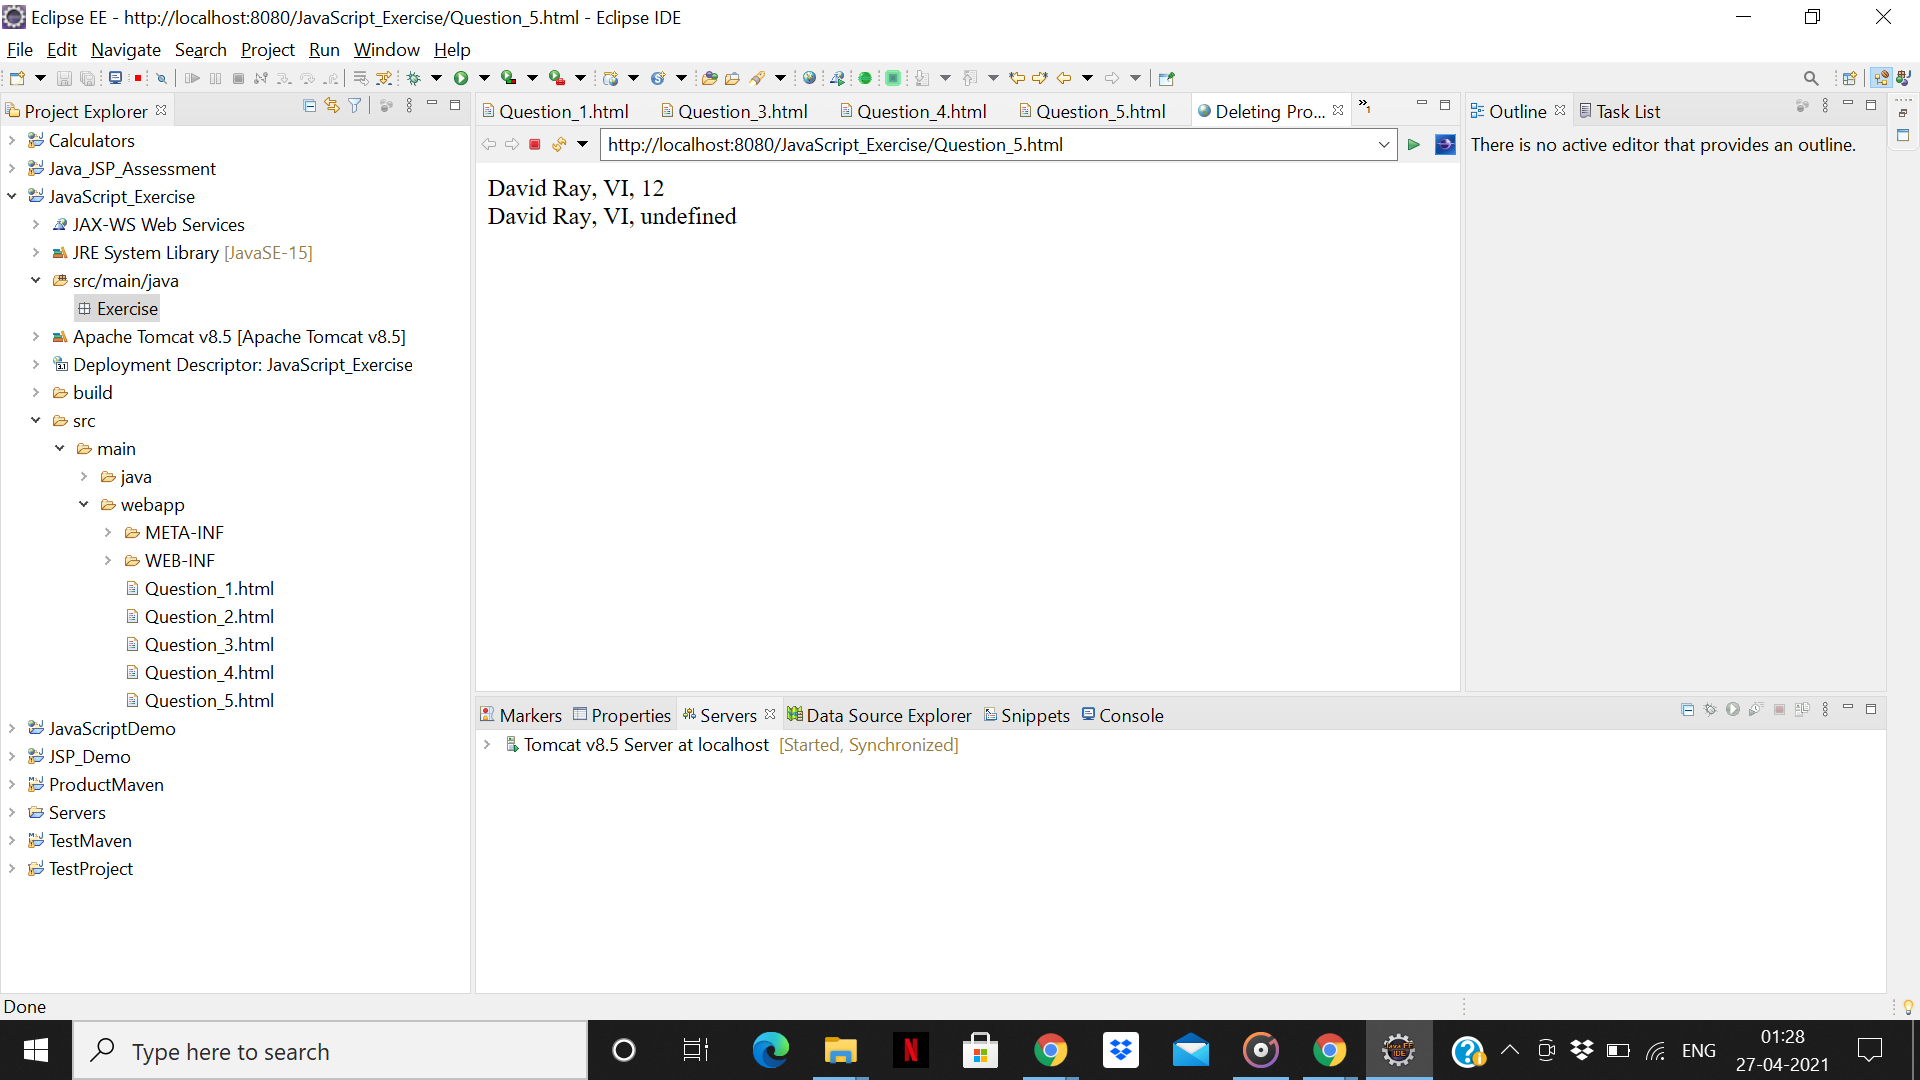 Eclipse EE - http://localhost:8080/JavaScript_Exercise/Question_5.html - Eclipse IDE
File Edit Navigate Search Project Run Window Help
Project Explorer
Calculators
Java_JSP_Assessment
JavaScript_Exercise
JAX-WS Web Services
JRE System Library [JavaSE-15]
src/main/java
Exercise
Apache Tomcat v8.5 [Apache Tomcat v8.5]
Deployment Descriptor: JavaScript_Exercise
build
src
main
java
webapp
META-INF
WEB-INF
Question_1.html
Question_2.html
Question_3.html
Question_4.html
Question_5.html
JavaScriptDemo
JSP_Demo
ProductMaven
Servers
TestMaven
TestProject
Question_1.html Question_3.html Question_4.html Question_5.html Deleting Pro... »1
http://localhost:8080/JavaScript_Exercise/Question_5.html
David Ray, VI, 12
David Ray, VI, undefined
Outline Task List
There is no active editor that provides an outline.
Markers Properties Servers Data Source Explorer Snippets Console
Tomcat v8.5 Server at localhost [Started, Synchronized]
Done
Type here to search
N
Java EE
IDE
ENG
01:28
27-04-2021